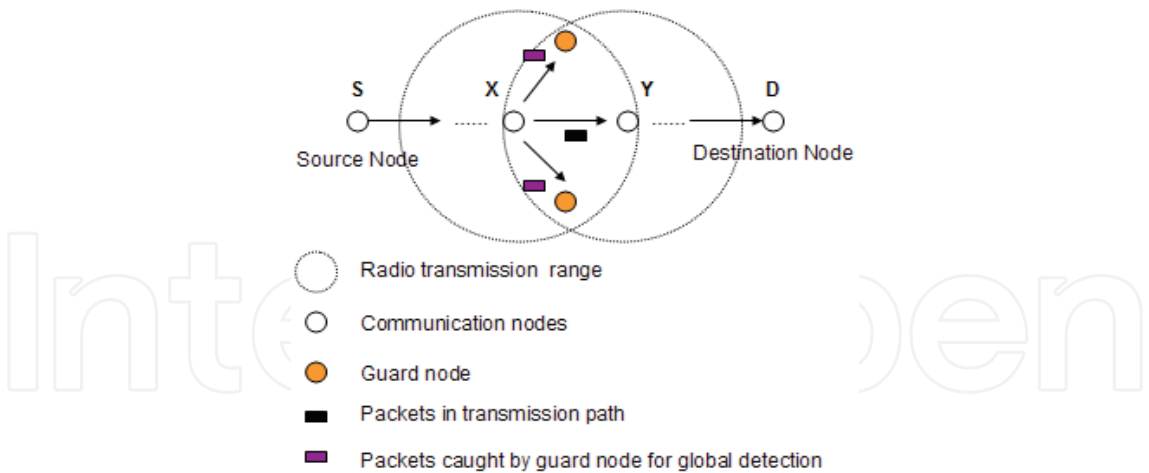 S X Y D
Source Node
Destination Node
Radio transmission range
Communication nodes
Guard node
Packets in transmission path
Packets caught by guard node for global detection